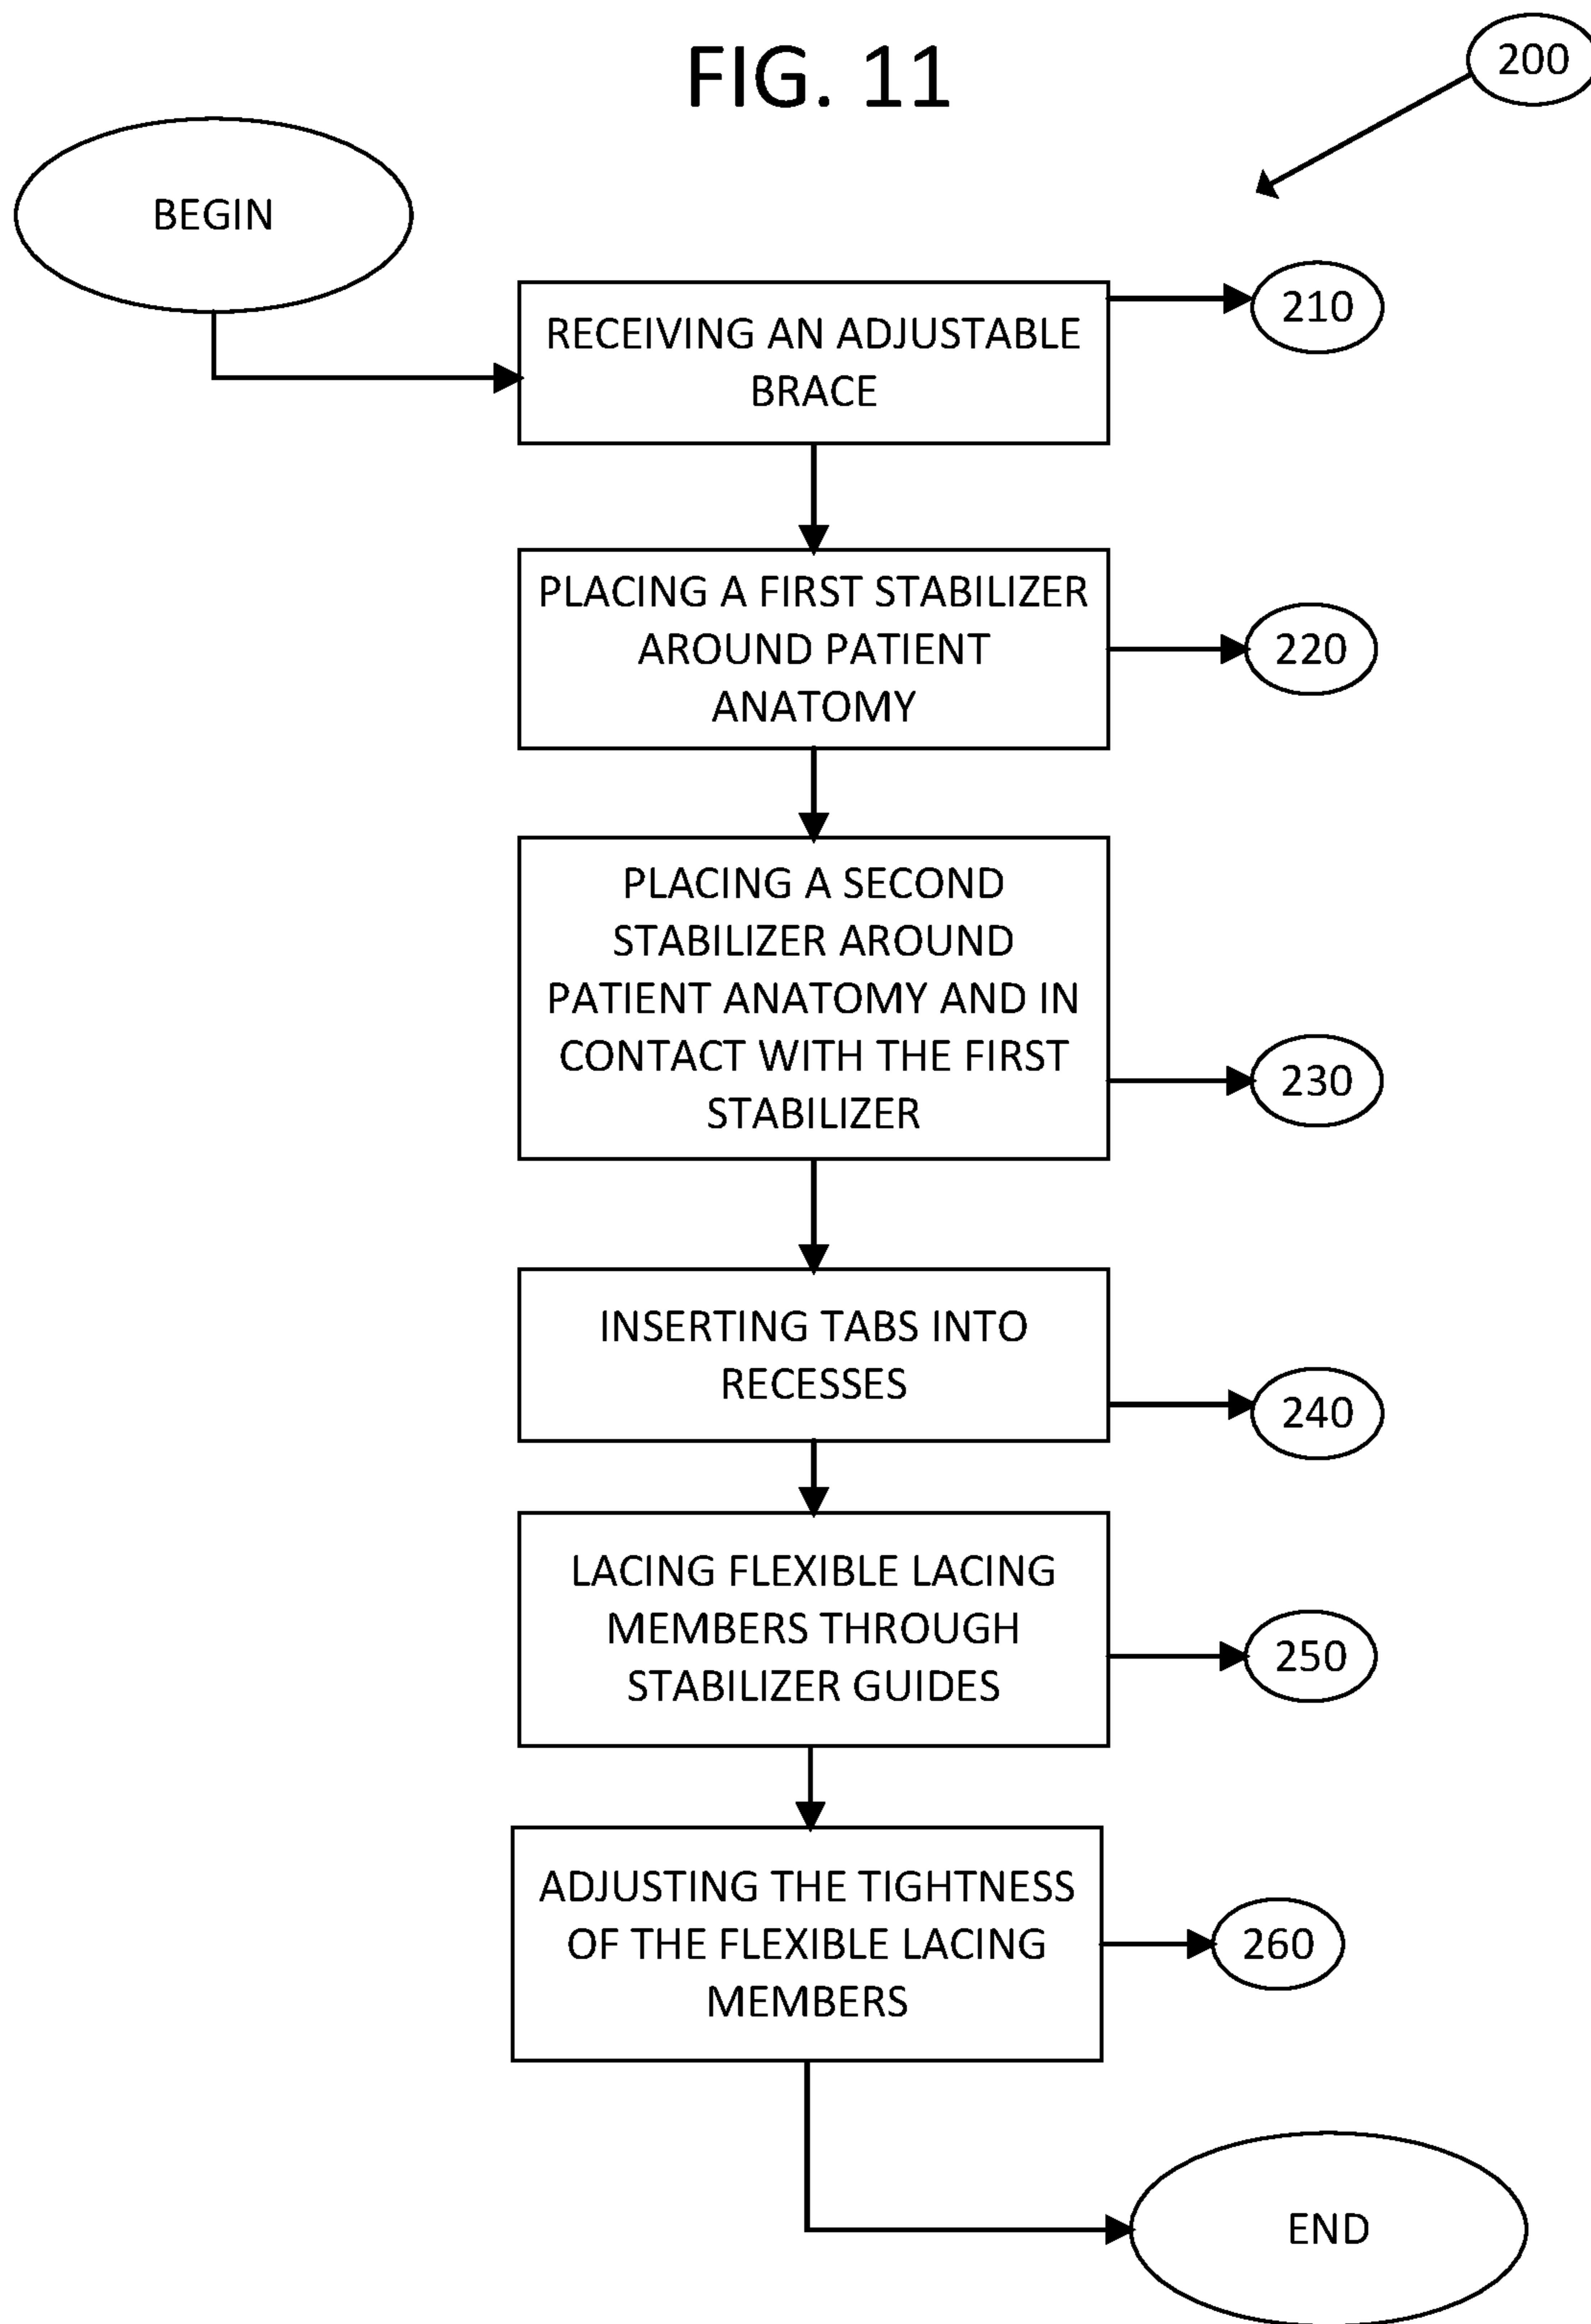 FIG. 11
200
BEGIN
RECEIVING AN ADJUSTABLE
BRACE
210
PLACING A FIRST STABILIZER
AROUND PATIENT
ANATOMY
220
PLACING A SECOND
STABILIZER AROUND
PATIENT ANATOMY AND IN
CONTACT WITH THE FIRST
STABILIZER
230
INSERTING TABS INTO
RECESSES
240
LACING FLEXIBLE LACING
MEMBERS THROUGH
STABILIZER GUIDES
250
ADJUSTING THE TIGHTNESS
OF THE FLEXIBLE LACING
MEMBERS
260
END